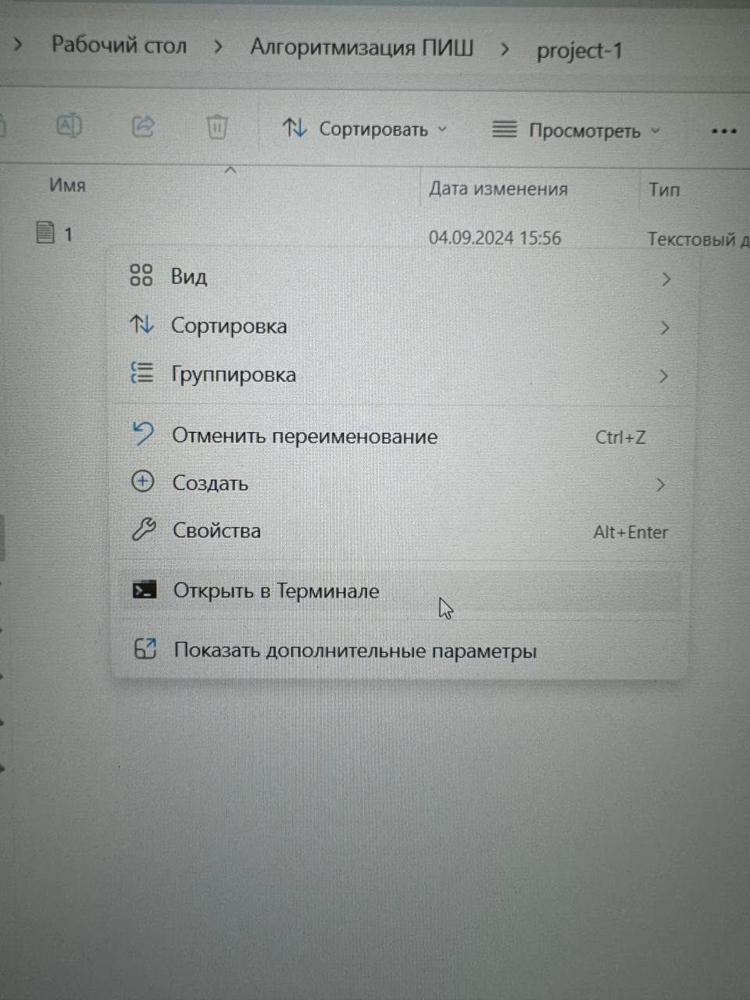 Рабочий стол > Алгоритмизация ПИШ > project-1
Сортировать Просмотреть ...
Имя Дата изменения Тип
1 04.09.2024 15:56 Текстовый
Вид
Сортировка
Группировка
Отменить переименование Ctrl+Z
Создать
Свойства Alt+Enter
Открыть в Терминале
Показать дополнительные параметры